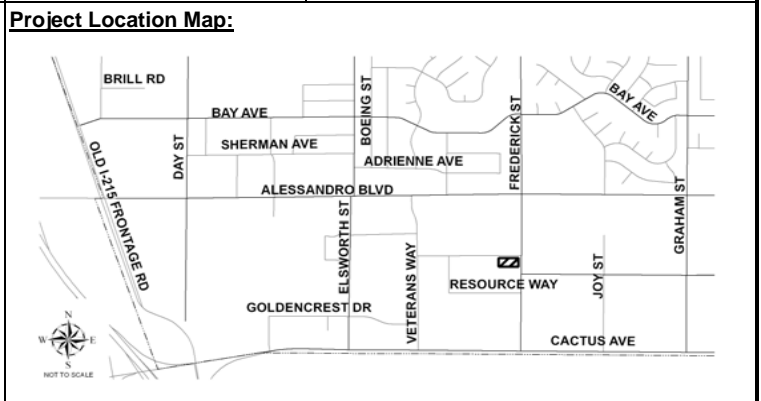 Project Location Map:
BRILL RD
BAY AVE
BOEING ST
BAY AVE
DAY ST
SHERMAN AVE
FREDERICK ST
ADRIENNE AVE
OLD I-215 FRONTAGE RD
ALESSANDRO BLVD
GRAHAM ST
ELSWORTH ST
VETERANS WAY
JOY ST
RESOURCE WAY
GOLDENCREST DR
CACTUS AVE
N
W
E
S
NOT TO SCALE